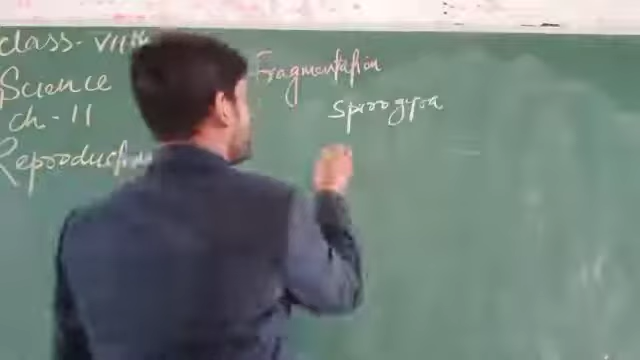 Class- VIIth
Science
ch - 11
Reproduction
Fragmentation
Spirogyra